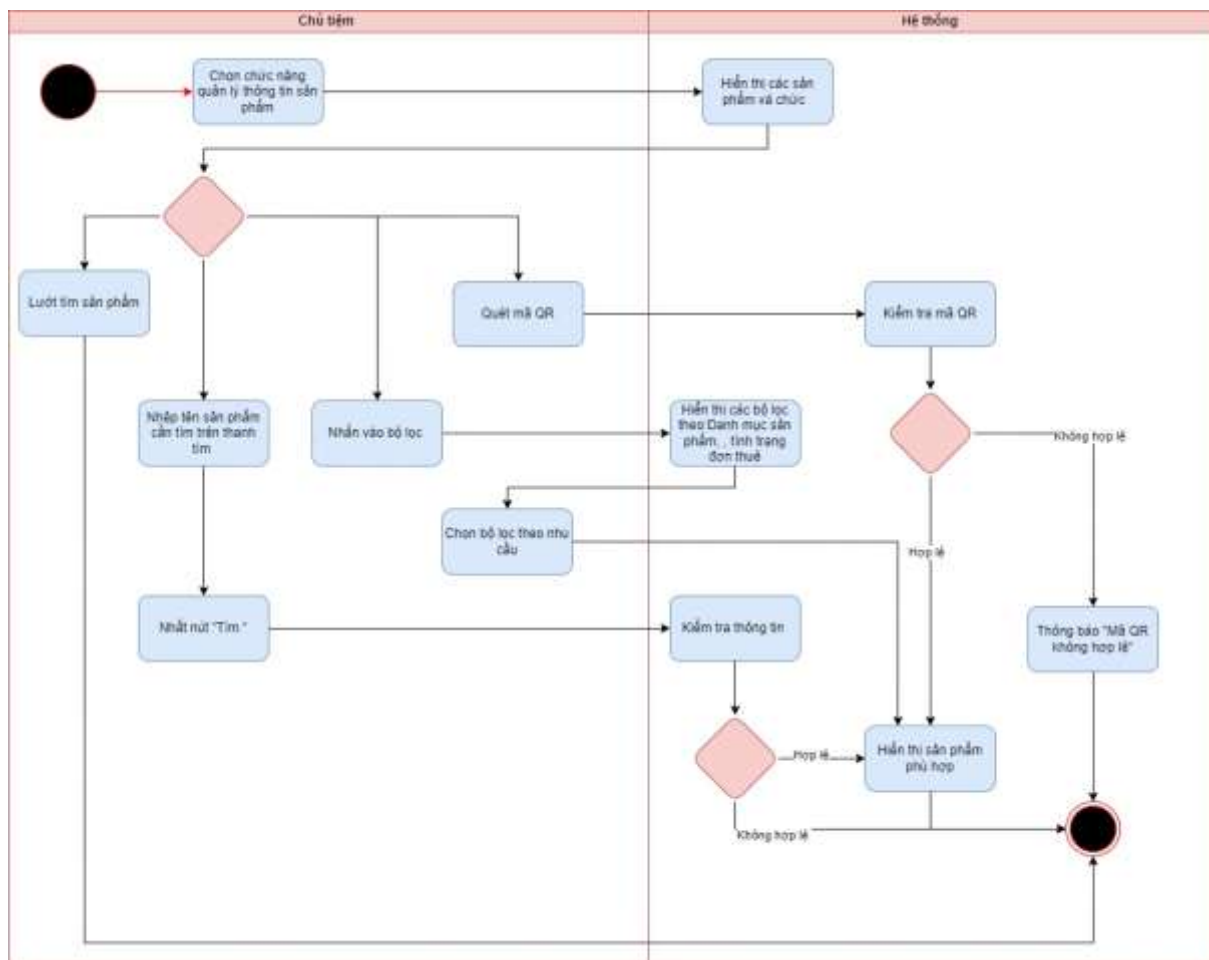 Chủ tiệm
Hệ thống
Chọn chức năng
quản lý thông tin sản
phẩm
Hiển thị các sản
phẩm và chức
Lướt tìm sản phẩm
Quét mã QR
Kiểm tra mã QR
Nhập tên sản phẩm
cần tìm trên thanh
tìm
Nhấn vào bộ lọc
Hiển thị các bộ lọc
theo Danh mục sản
phẩm, , tình trạng
đơn thuê
Không hợp lệ
Chọn bộ lọc theo nhu
cầu
Hợp lệ
Nhất nút "Tìm "
Kiểm tra thông tin
Thông báo "Mã QR
không hợp lệ"
Hợp lệ
Hiển thị sản phẩm
phù hợp
Không hợp lệ